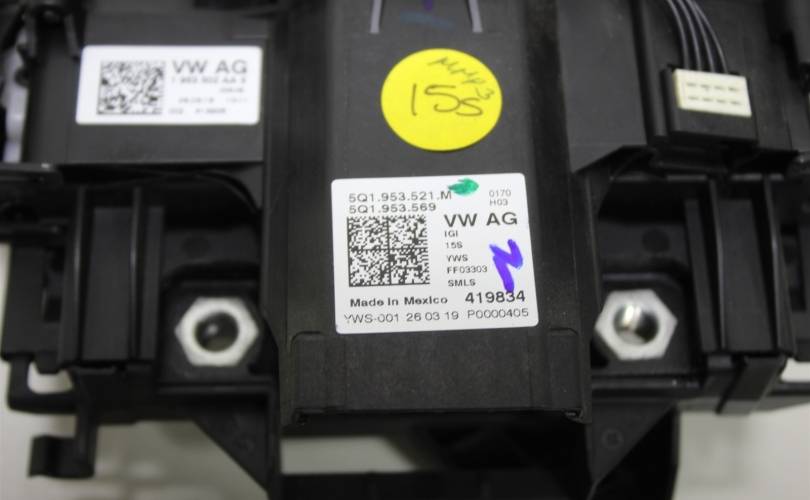 VW AG
MMP3
15S
5Q1.953.521.M
5Q1.953.569
0170
H03
VW AG
IGI
15S
YWS
FF03303
SMLS
N
Made in Mexico 419834
YWS-001 26 03 19 P0000405